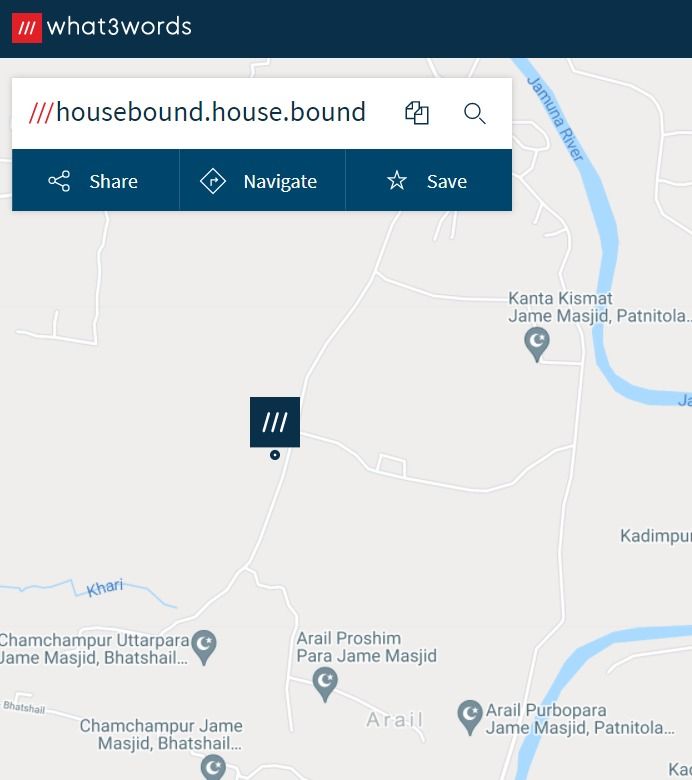 /// what3words
///housebound.house.bound
Share
Navigate
Save
Jamuna River
Kanta Kismat
Jame Masjid, Patnitola..
///
Ja
Kadimpur
Khari
Chamchampur Uttarpara
Jame Masjid, Bhatshail...
Arail Proshim
Para Jame Masjid
Bhatshail
Arail
Arail Purbopara
Jame Masjid, Patnitola...
Chamchampur Jame
Masjid, Bhatshail...
Kac